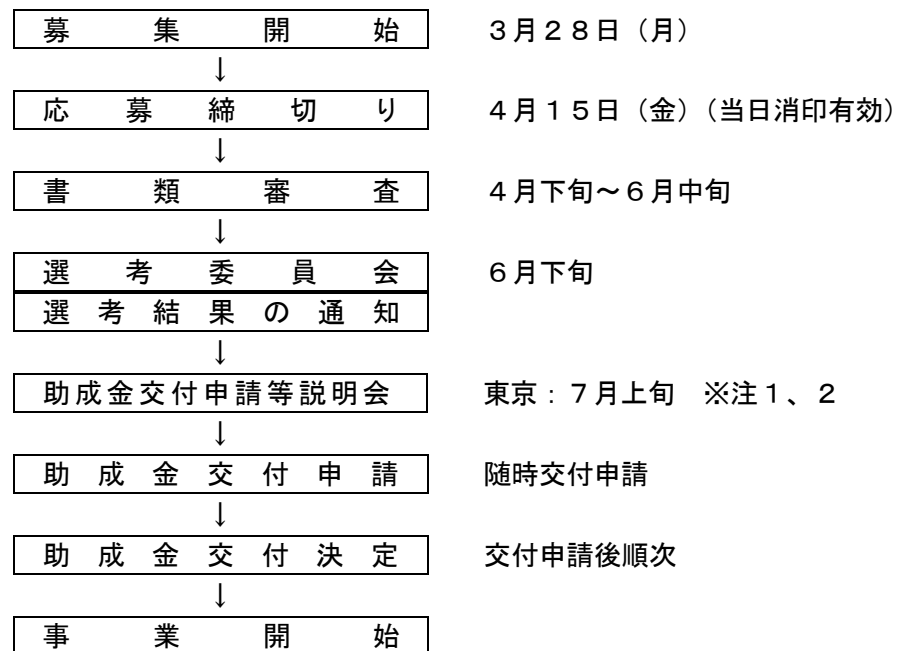 募集開始 ３月２８日（月）
↓
応募締切り ４月１５日（金）（当日消印有効）
↓
書類審査 ４月下旬～６月中旬
↓
選考委員会 ６月下旬
選考結果の通知
↓
助成金交付申請等説明会 東京：７月上旬　※注１、２
↓
助成金交付申請 随時交付申請
↓
助成金交付決定 交付申請後順次
↓
事業開始